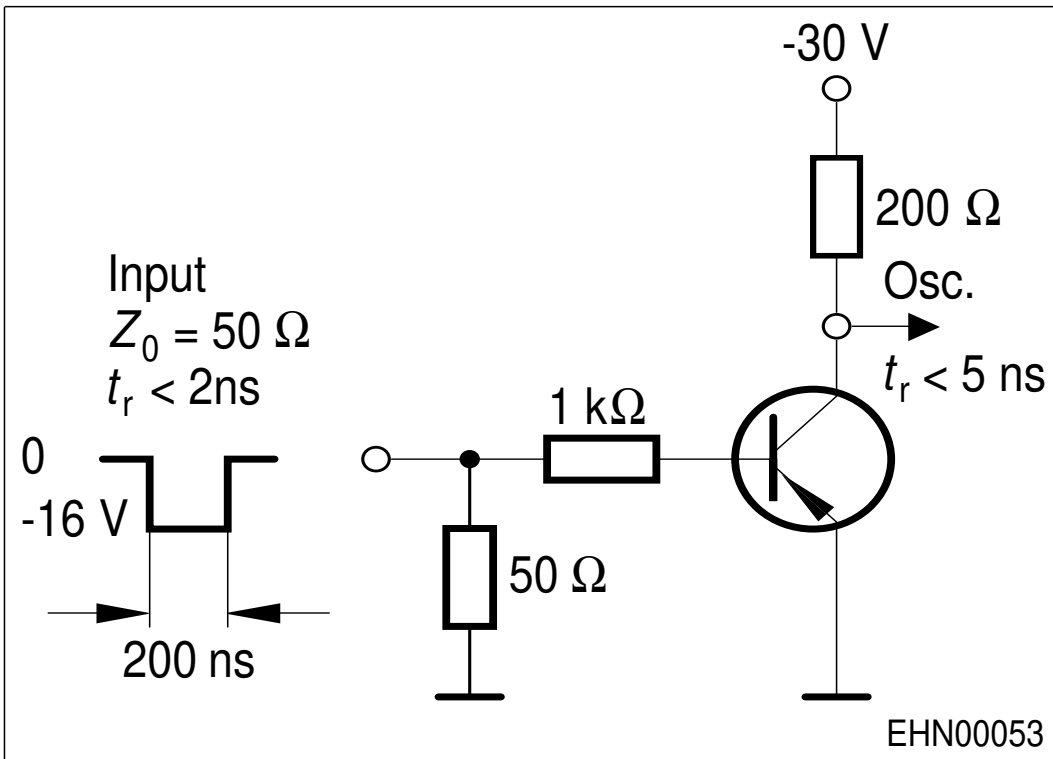 -30 V
200 Ω
Input
Osc.
Z0 = 50 Ω
tr < 2ns
tr < 5 ns
1 kΩ
0
-16 V
50 Ω
200 ns
EHN00053